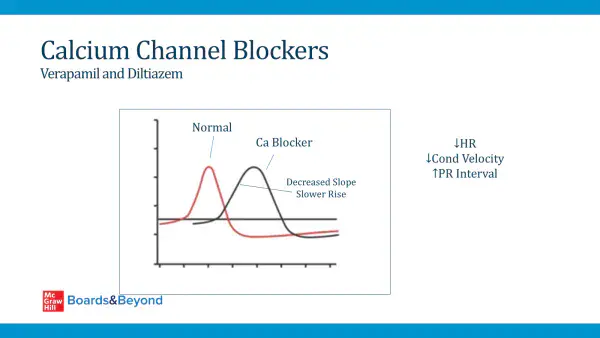 Calcium Channel Blockers
Verapamil and Diltiazem
Normal
Ca Blocker
Decreased Slope
Slower Rise
↓HR
↓Cond Velocity
↑PR Interval
Mc
Graw
Hill
Boards&Beyond